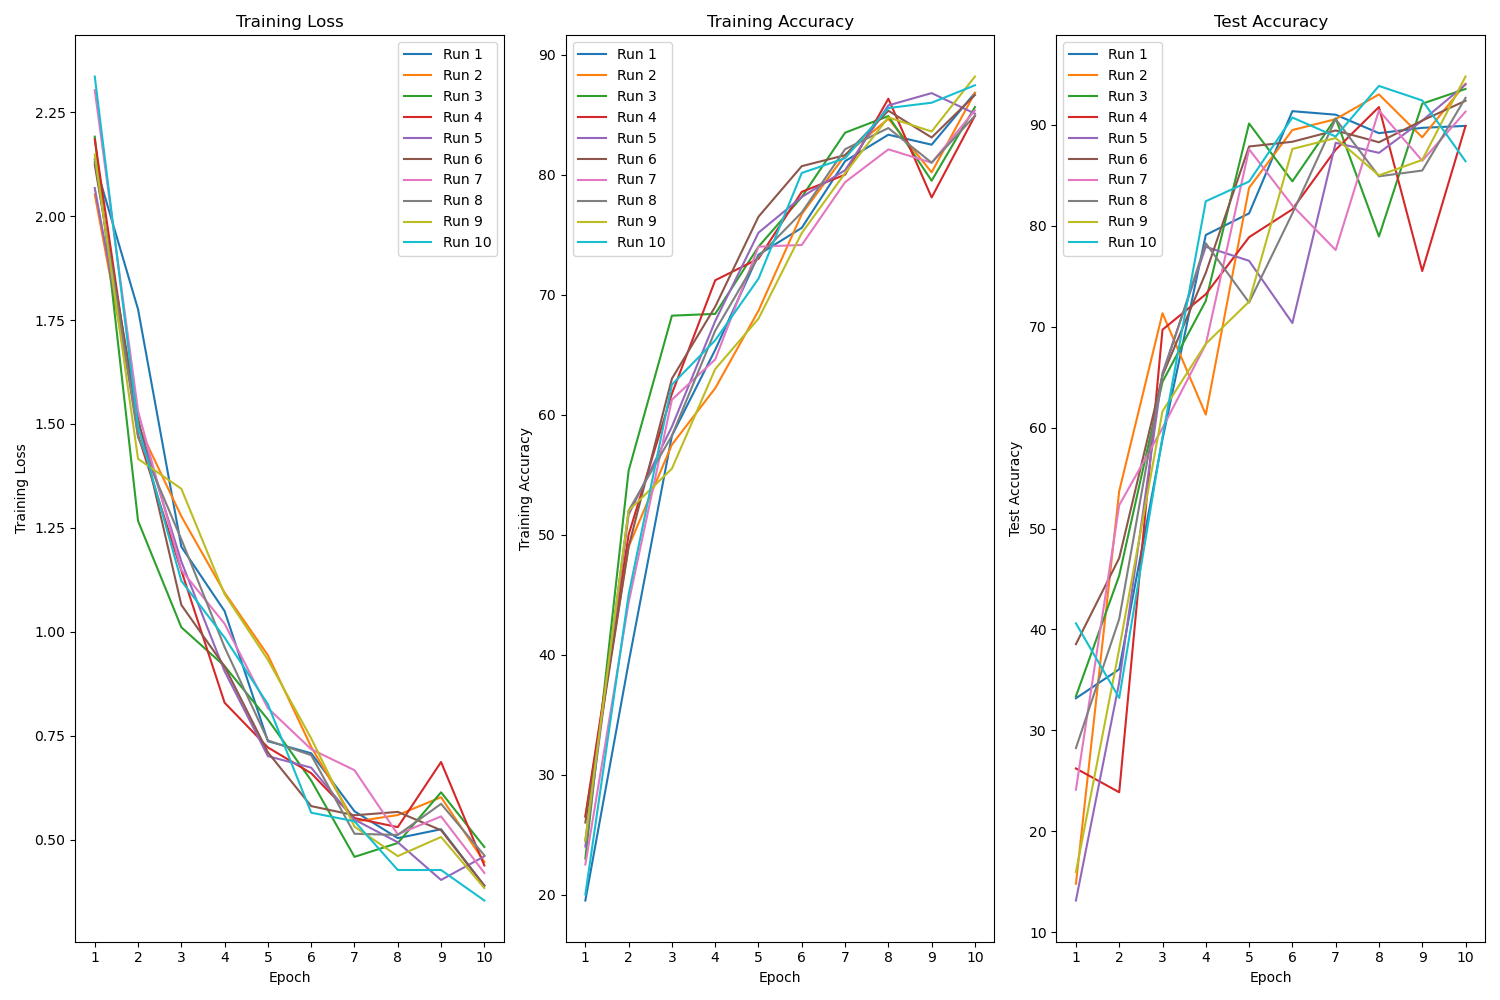 Training Loss
Training Loss
2.25
2.00
1.75
1.50
1.25
1.00
0.75
0.50
Run 1
Run 2
Run 3
Run 4
Run 5
Run 6
Run 7
Run 8
Run 9
Run 10
1 2 3 4 5 6 7 8 9 10
Epoch
Training Accuracy
Training Accuracy
90
80
70
60
50
40
30
20
Run 1
Run 2
Run 3
Run 4
Run 5
Run 6
Run 7
Run 8
Run 9
Run 10
1 2 3 4 5 6 7 8 9 10
Epoch
Test Accuracy
Test Accuracy
90
80
70
60
50
40
30
20
10
Run 1
Run 2
Run 3
Run 4
Run 5
Run 6
Run 7
Run 8
Run 9
Run 10
1 2 3 4 5 6 7 8 9 10
Epoch